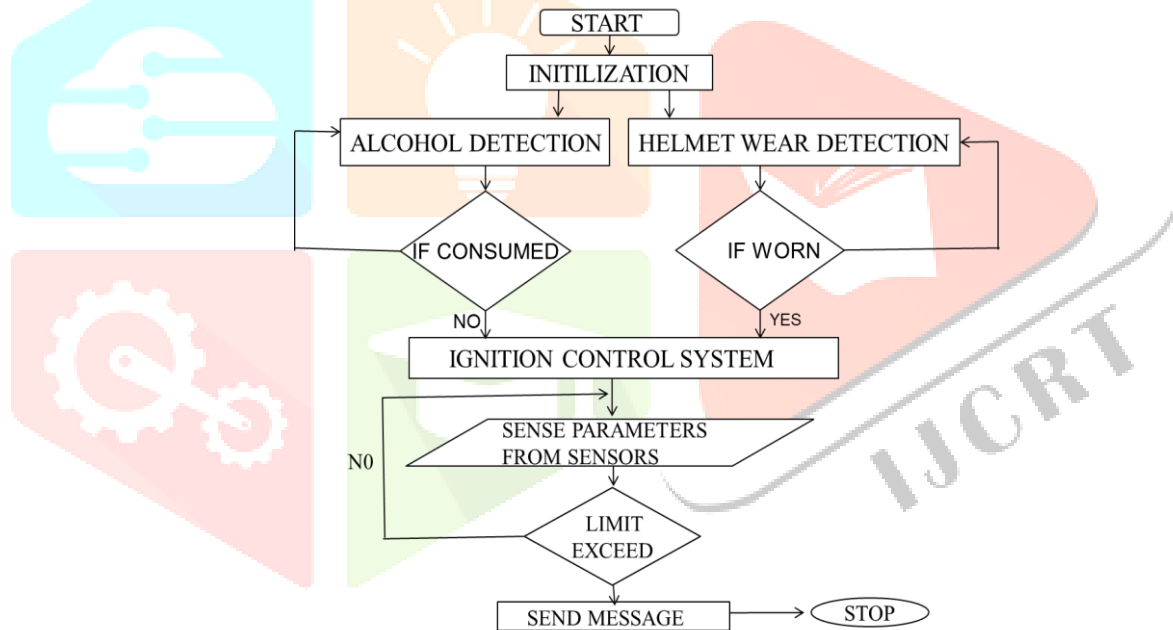 START
INITILIZATION
ALCOHOL DETECTION
HELMET WEAR DETECTION
IF CONSUMED
IF WORN
NO
YES
IGNITION CONTROL SYSTEM
SENSE PARAMETERS
FROM SENSORS
N0
LIMIT
EXCEED
SEND MESSAGE
STOP
IJCRT